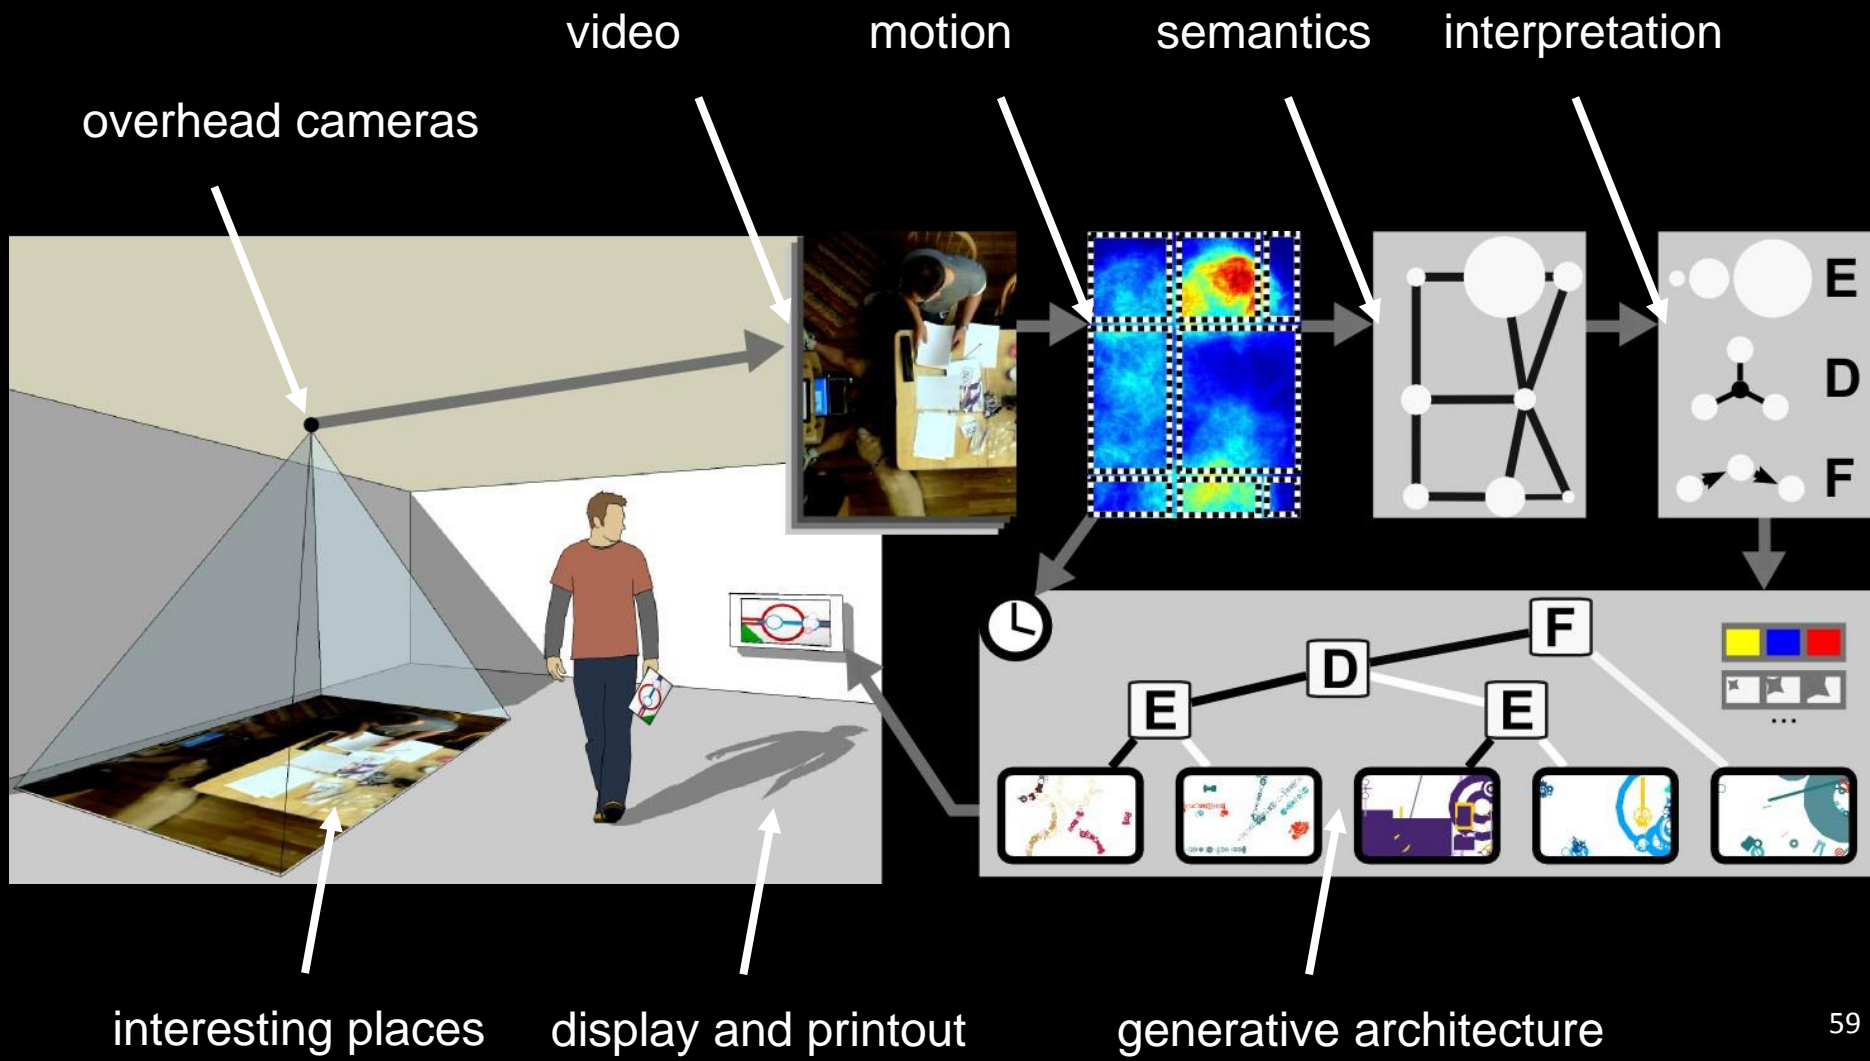 video motion semantics interpretation
overhead cameras
E
D
F
F
D
E E
...
interesting places display and printout generative architecture
59